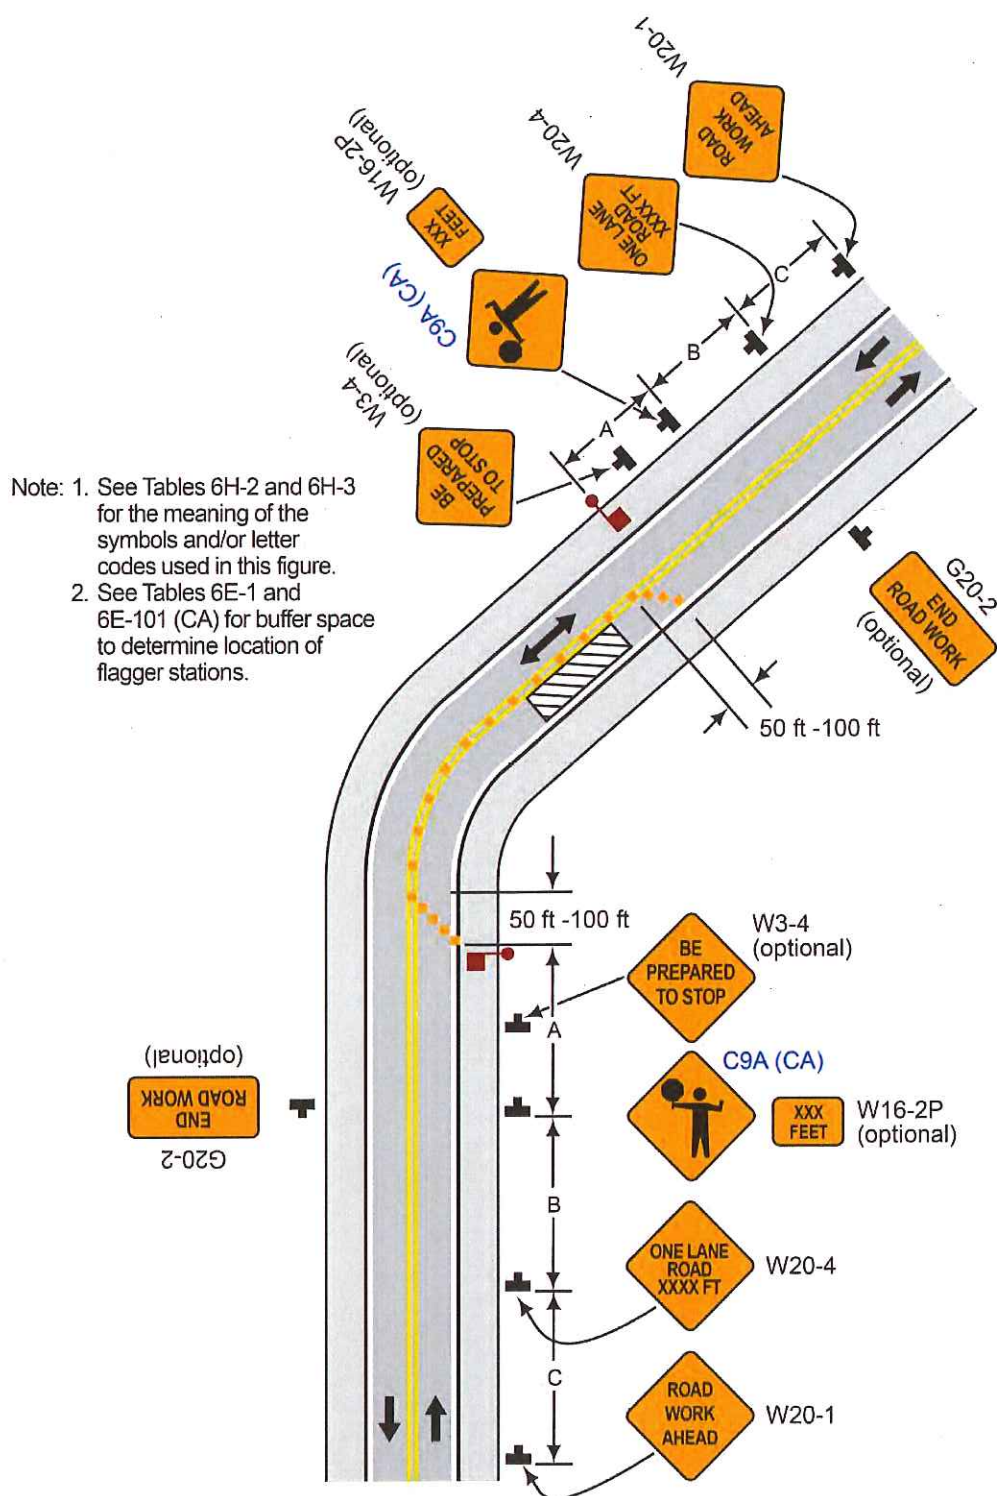 W20-1
ROAD
WORK
AHEAD
W20-4
ONE LANE
ROAD
XXXX FT
W16-2P
(optional)
XXX
FEET
C9A (CA)
W3-4
(optional)
BE
PREPARED
TO STOP
C
B
A
Note: 1. See Tables 6H-2 and 6H-3
for the meaning of the
symbols and/or letter
codes used in this figure.
2. See Tables 6E-1 and
6E-101 (CA) for buffer space
to determine location of
flagger stations.
G20-2
END
ROAD WORK
(optional)
50 ft -100 ft
50 ft -100 ft
BE
PREPARED
TO STOP
W3-4
(optional)
A
C9A (CA)
XXX
FEET
W16-2P
(optional)
G20-2
END
ROAD WORK
(optional)
B
ONE LANE
ROAD
XXXX FT
W20-4
C
ROAD
WORK
AHEAD
W20-1